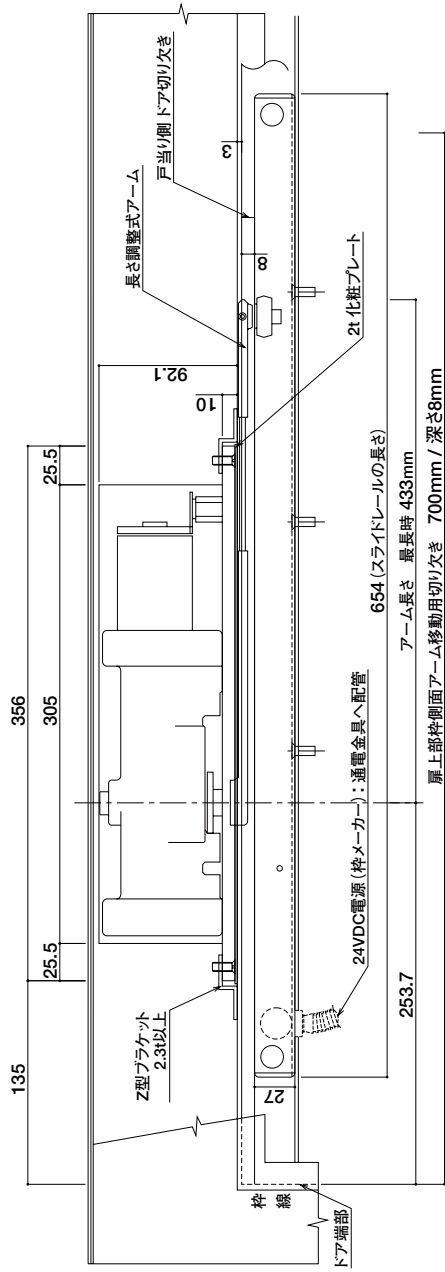 135
356
25.5
305
25.5
Z型ブラケット
2.3t以上
92.1
10
長さ調整式アーム
戸当り側 ドア切り欠き
3
8
2t 化粧プレート
27
枠
線
ドア端部
24VDC電源(枠メーカー):通電金具へ配管
654(スライドレールの長さ)
253.7
アーム長さ 最長時 433mm
扉上部枠側面アーム移動用切り欠き 700mm / 深さ8mm